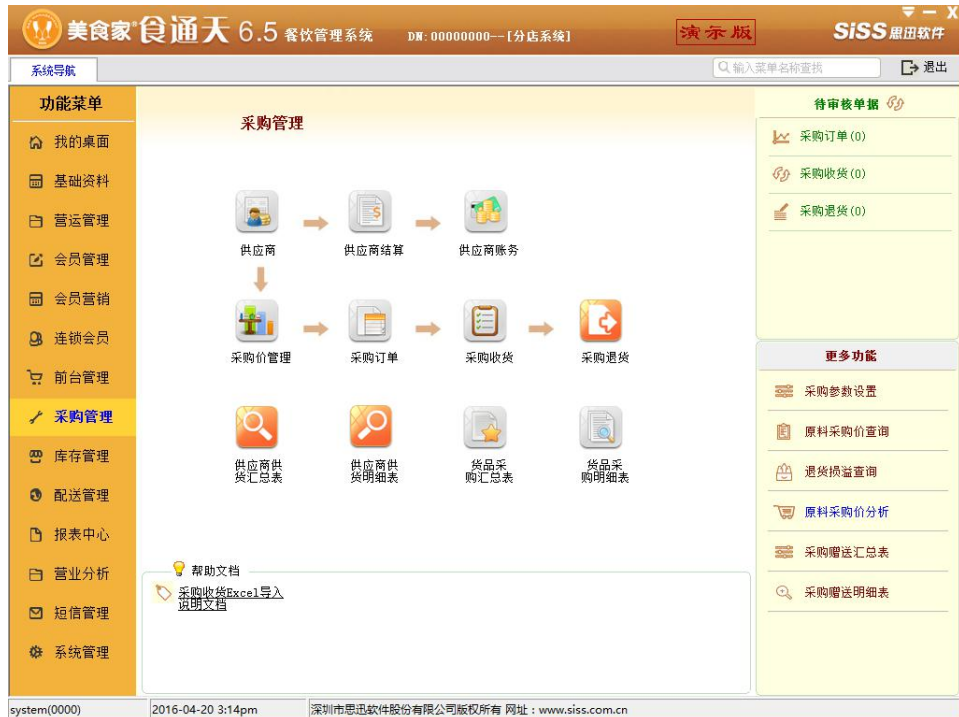 美食家 食通天 6.5 餐饮管理系统 DW:00000000--[分店系统] 演示版 SiSS 思迅软件
系统导航 输入菜单名称查找 退出
功能菜单
我的桌面
基础资料
营运管理
会员管理
会员营销
连锁会员
前台管理
采购管理
库存管理
配送管理
报表中心
营业分析
短信管理
系统管理
采购管理
供应商 供应商结算 供应商账务
采购价管理 采购订单 采购收货 采购退货
供应商供 供应商供 货品采 货品采
货汇总表 货明细表 购汇总表 购明细表
帮助文档
采购收货Excel导入
说明文档
待审核单据
采购订单(0)
采购收货(0)
采购退货(0)
更多功能
采购参数设置
原料采购价查询
退货损溢查询
原料采购价分析
采购赠送汇总表
采购赠送明细表
system(0000) 2016-04-20 3:14pm 深圳市思迅软件股份有限公司版权所有 网址：www.siss.com.cn